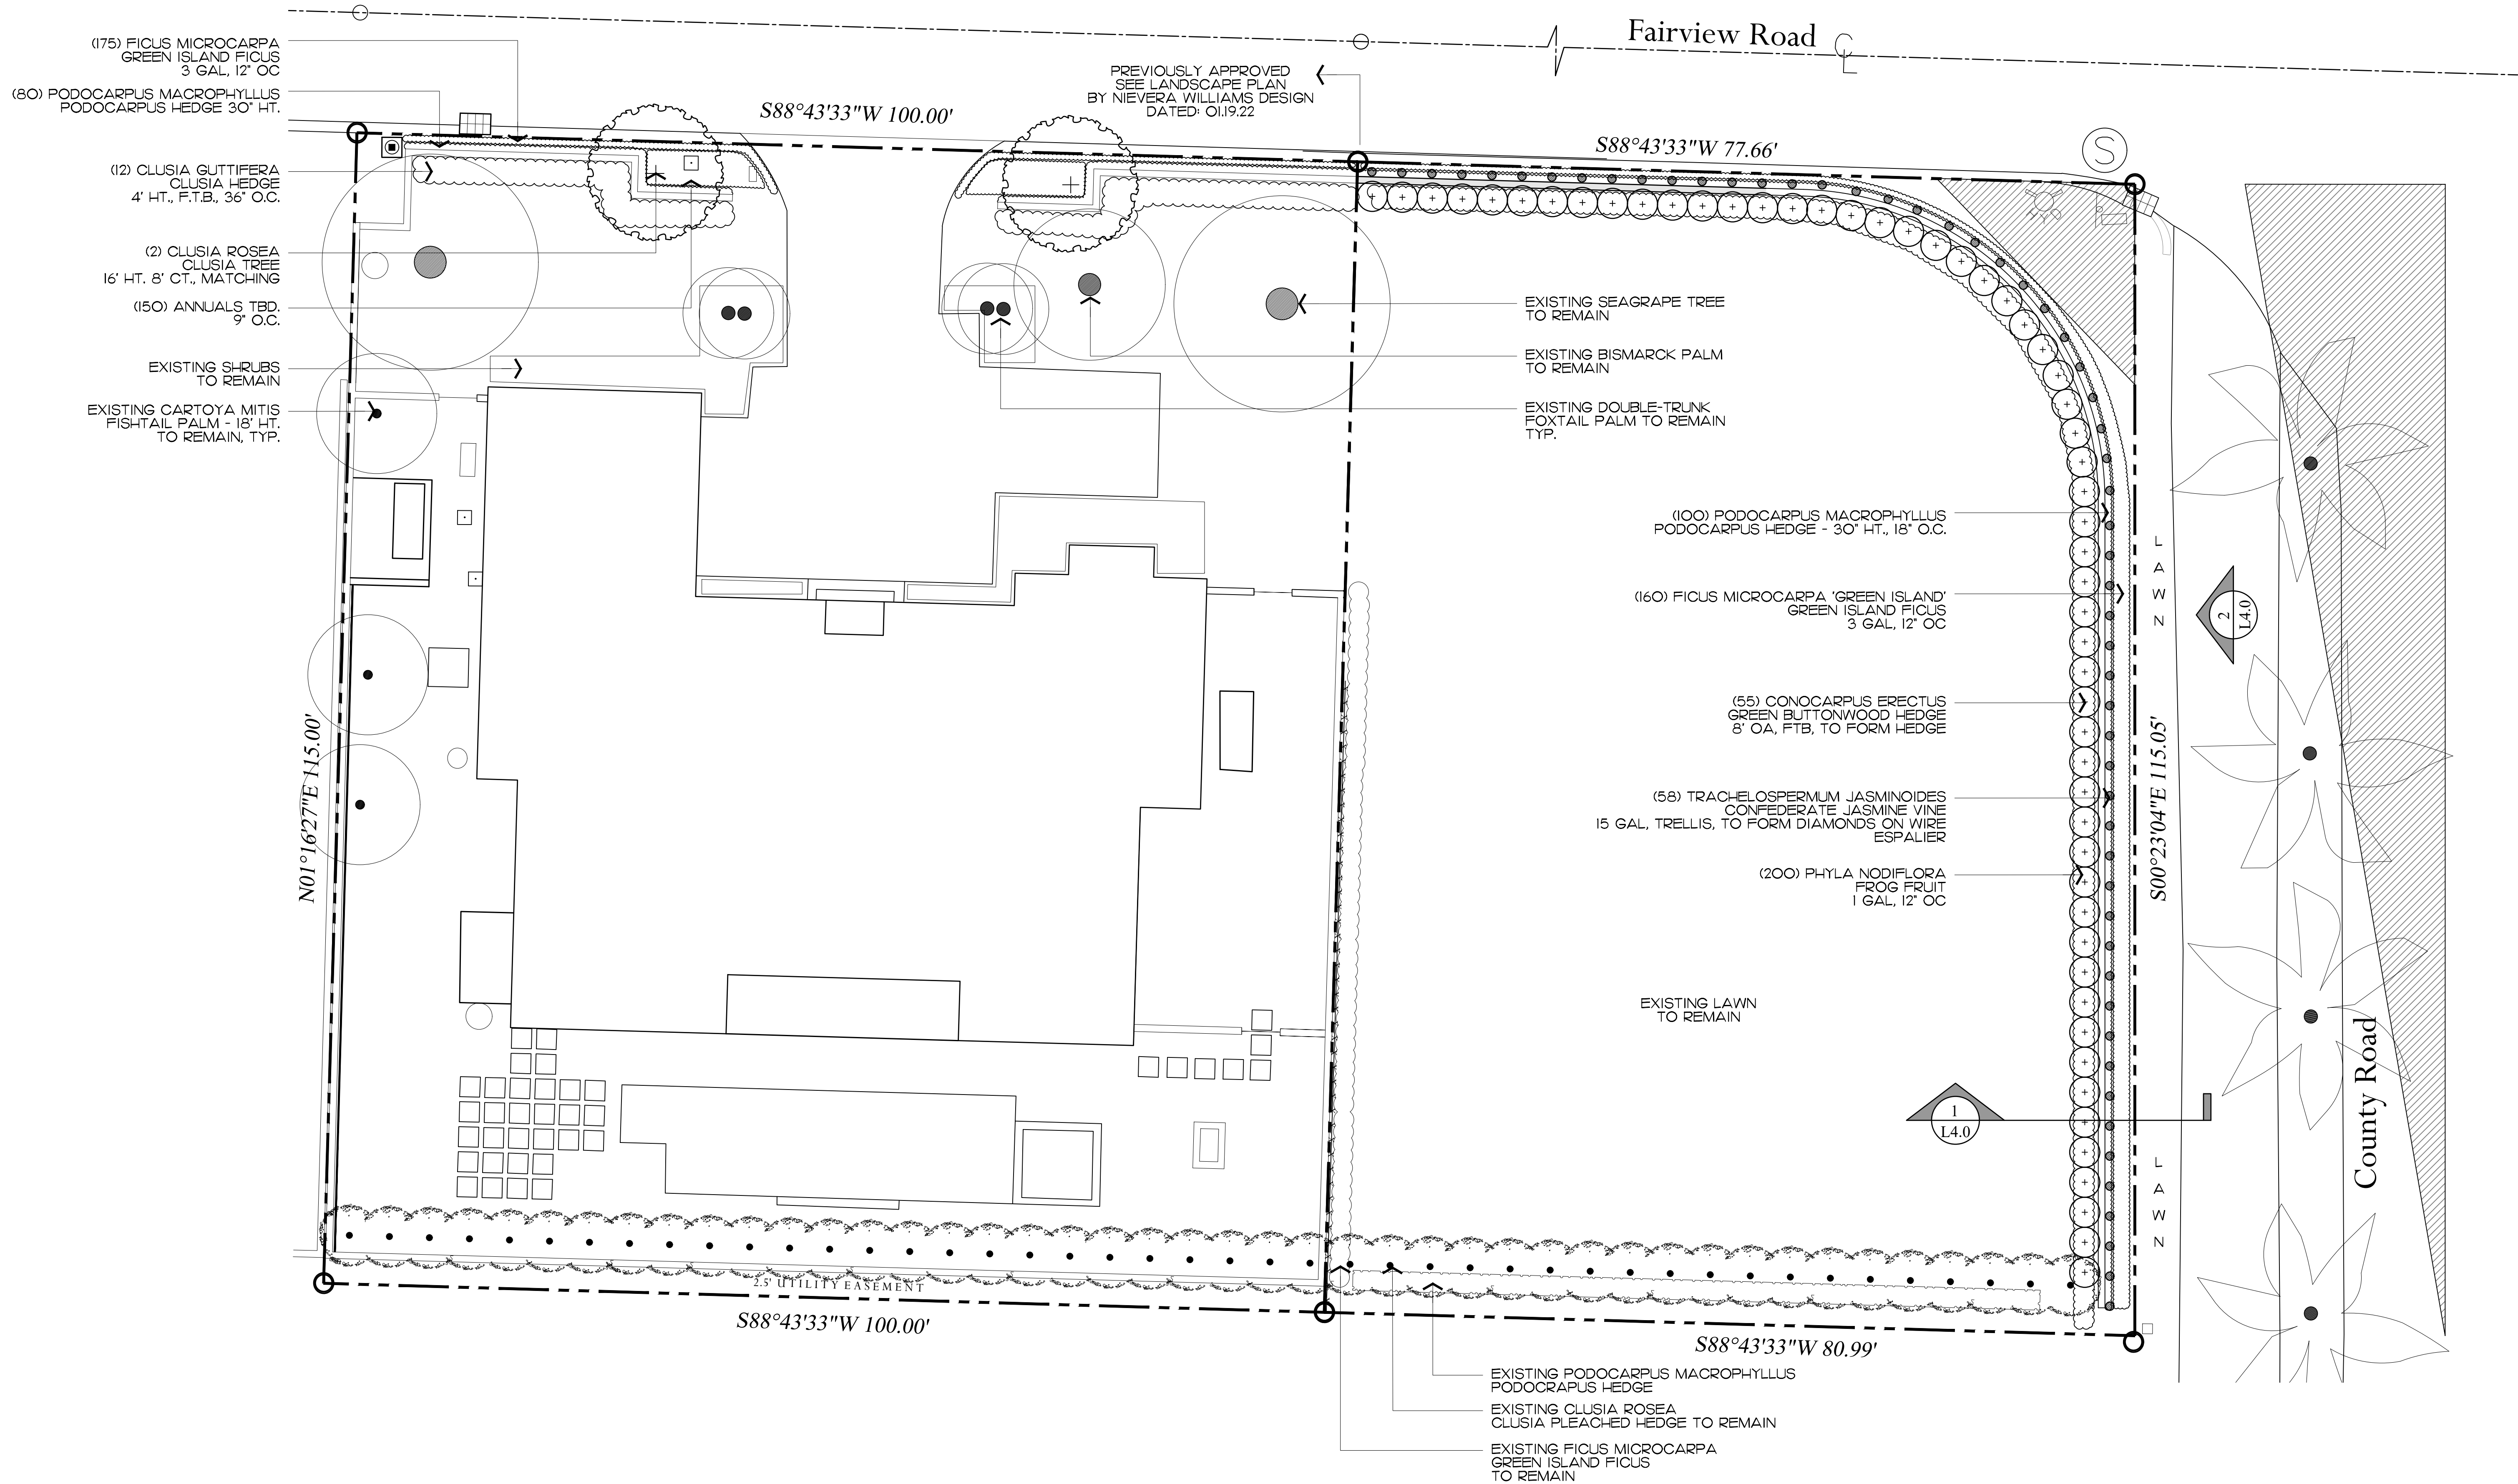 Fairview Road
(175) FICUS MICROCARPA
GREEN ISLAND FICUS
3 GAL, 12" OC
(80) PODOCARPUS MACROPHYLLUS
PODOCARPUS HEDGE 30" HT.
(12) CLUSIA GUTTIFERA
CLUSIA HEDGE
4' HT., F.T.B., 36" O.C.
(2) CLUSIA ROSEA
CLUSIA TREE
16' HT. 8' CT., MATCHING
(150) ANNUALS TBD.
9" O.C.
EXISTING SHRUBS
TO REMAIN
EXISTING CARTOYA MITIS
FISHTAIL PALM - 18' HT.
TO REMAIN, TYP.
S88°43'33"W 100.00'
PREVIOUSLY APPROVED
SEE LANDSCAPE PLAN
BY NIEVERA WILLIAMS DESIGN
DATED: 01.19.22
S88°43'33"W 77.66'
S
EXISTING SEAGRAPE TREE
TO REMAIN
EXISTING BISMARCK PALM
TO REMAIN
EXISTING DOUBLE-TRUNK
FOXTAIL PALM TO REMAIN
TYP.
(100) PODOCARPUS MACROPHYLLUS
PODOCARPUS HEDGE - 30" HT., 18" O.C.
(160) FICUS MICROCARPA 'GREEN ISLAND'
GREEN ISLAND FICUS
3 GAL, 12" OC
(55) CONOCARPUS ERECTUS
GREEN BUTTONWOOD HEDGE
8' OA, FTB, TO FORM HEDGE
(58) TRACHELOSPERMUM JASMINOIDES
CONFEDERATE JASMINE VINE
15 GAL, TRELLIS, TO FORM DIAMONDS ON WIRE
ESPALIER
(200) PHYLA NODIFLORA
FROG FRUIT
1 GAL, 12" OC
LAWN
2
L4.0
N01°16'27"E 115.00'
S00°23'04"E 115.05'
EXISTING LAWN
TO REMAIN
1
L4.0
County Road
LAWN
2.5' UTILITY EASEMENT
S88°43'33"W 100.00'
S88°43'33"W 80.99'
EXISTING PODOCARPUS MACROPHYLLUS
PODOCRAPUS HEDGE
EXISTING CLUSIA ROSEA
CLUSIA PLEACHED HEDGE TO REMAIN
EXISTING FICUS MICROCARPA
GREEN ISLAND FICUS
TO REMAIN